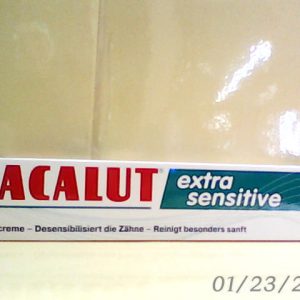 ACALUT® extra
sensitive
creme – Desensibilisiert die Zähne – Reinigt besonders sanft
01/23/2